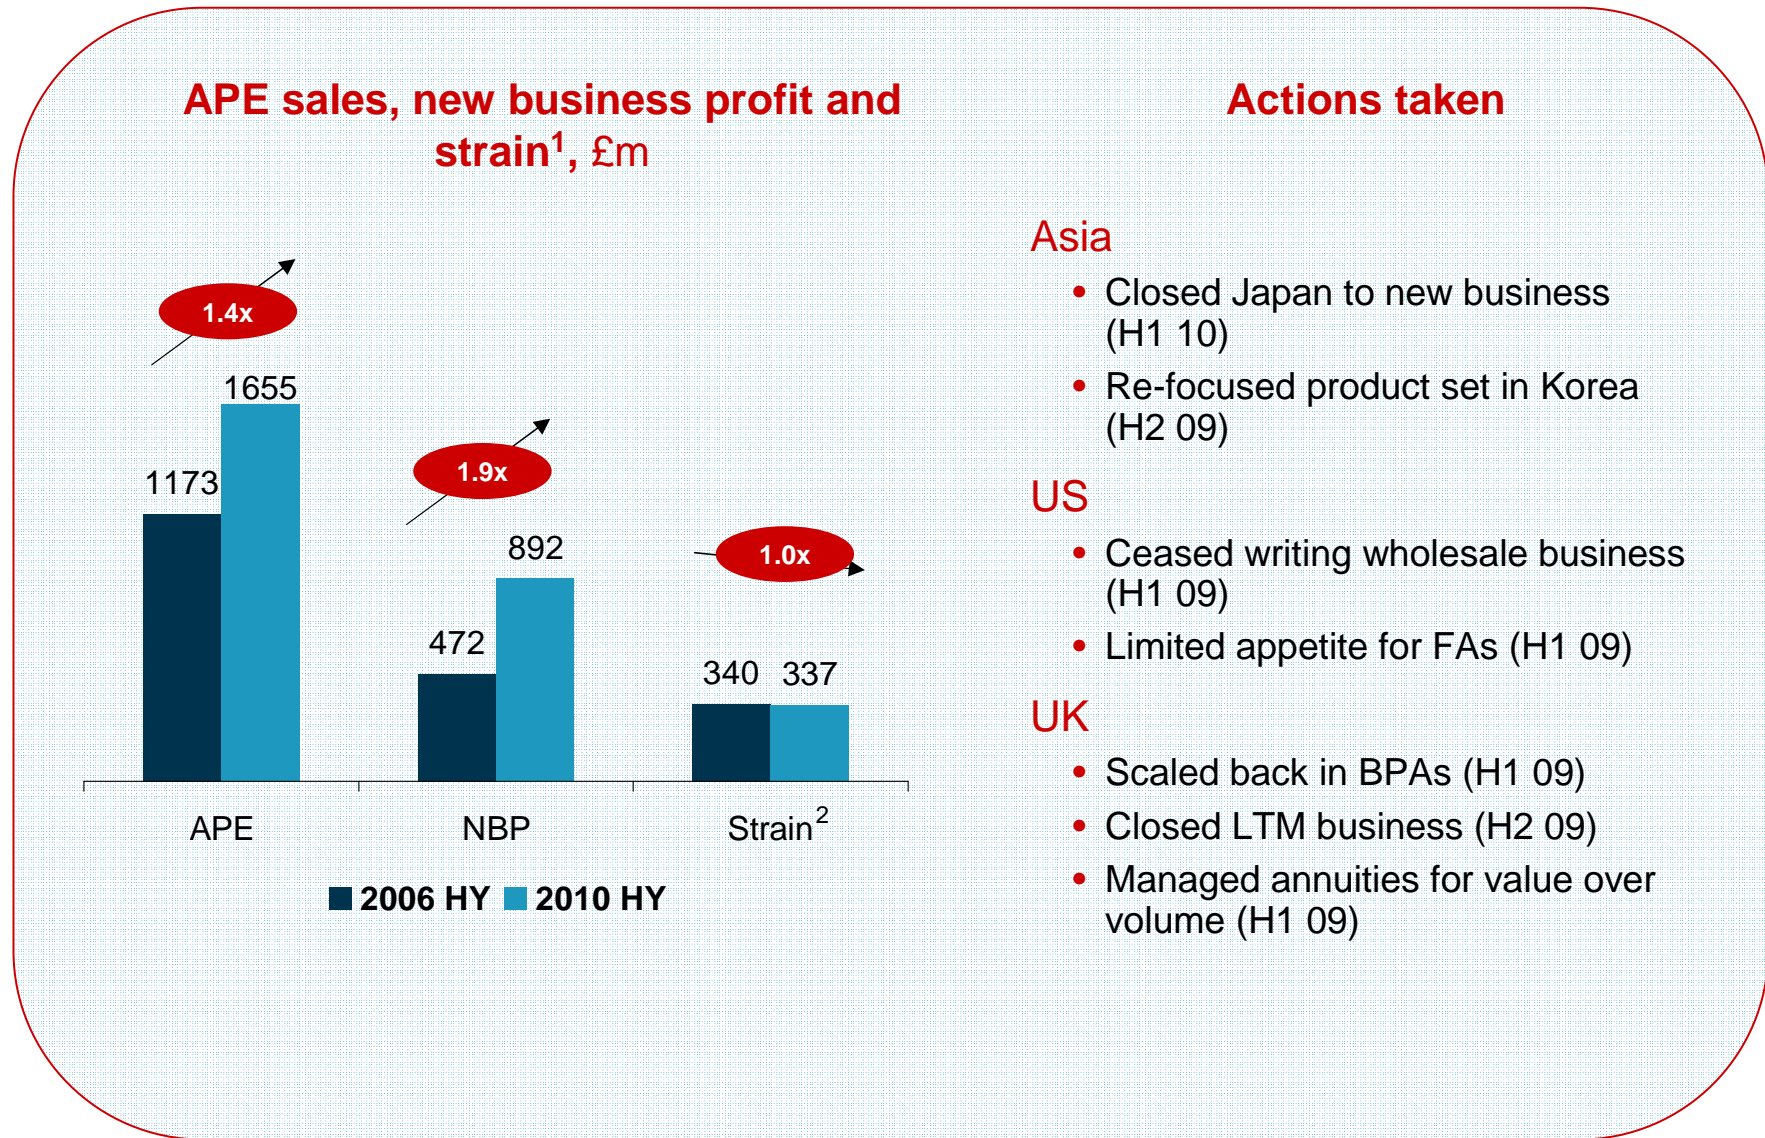 APE sales, new business profit and
strain¹, £m
1.4x
1655
1173
1.9x
892
472
1.0x
340 337
APE NBP Strain²
2006 HY 2010 HY
Actions taken
Asia
• Closed Japan to new business
(H1 10)
• Re-focused product set in Korea
(H2 09)
US
• Ceased writing wholesale business
(H1 09)
• Limited appetite for FAs (H1 09)
UK
• Scaled back in BPAs (H1 09)
• Closed LTM business (H2 09)
• Managed annuities for value over
volume (H1 09)